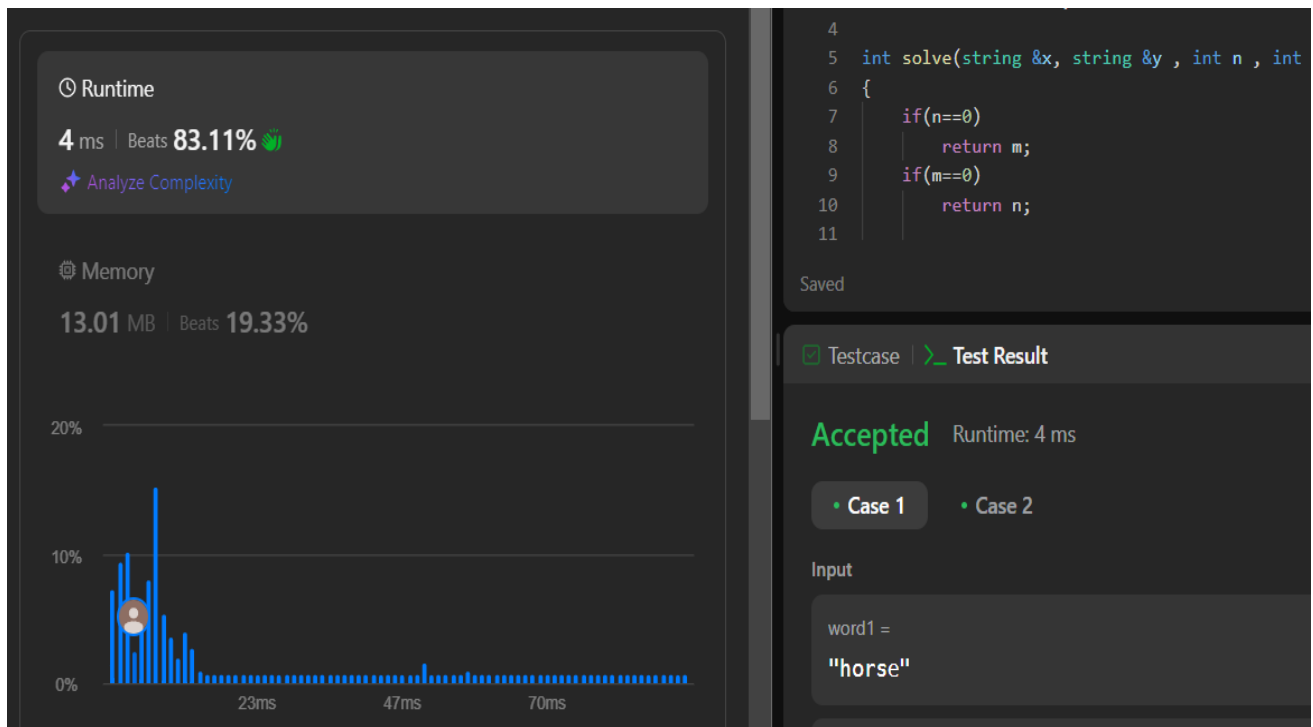 Runtime
4 ms | Beats 83.11%
Analyze Complexity
Memory
13.01 MB | Beats 19.33%
20%
10%
0%
23ms 47ms 70ms
4
5 int solve(string &x, string &y , int n , int
6 {
7 if(n==0)
8 return m;
9 if(m==0)
10 return n;
11
Saved
Testcase | >_ Test Result
Accepted Runtime: 4 ms
• Case 1 • Case 2
Input
word1 =
"horse"